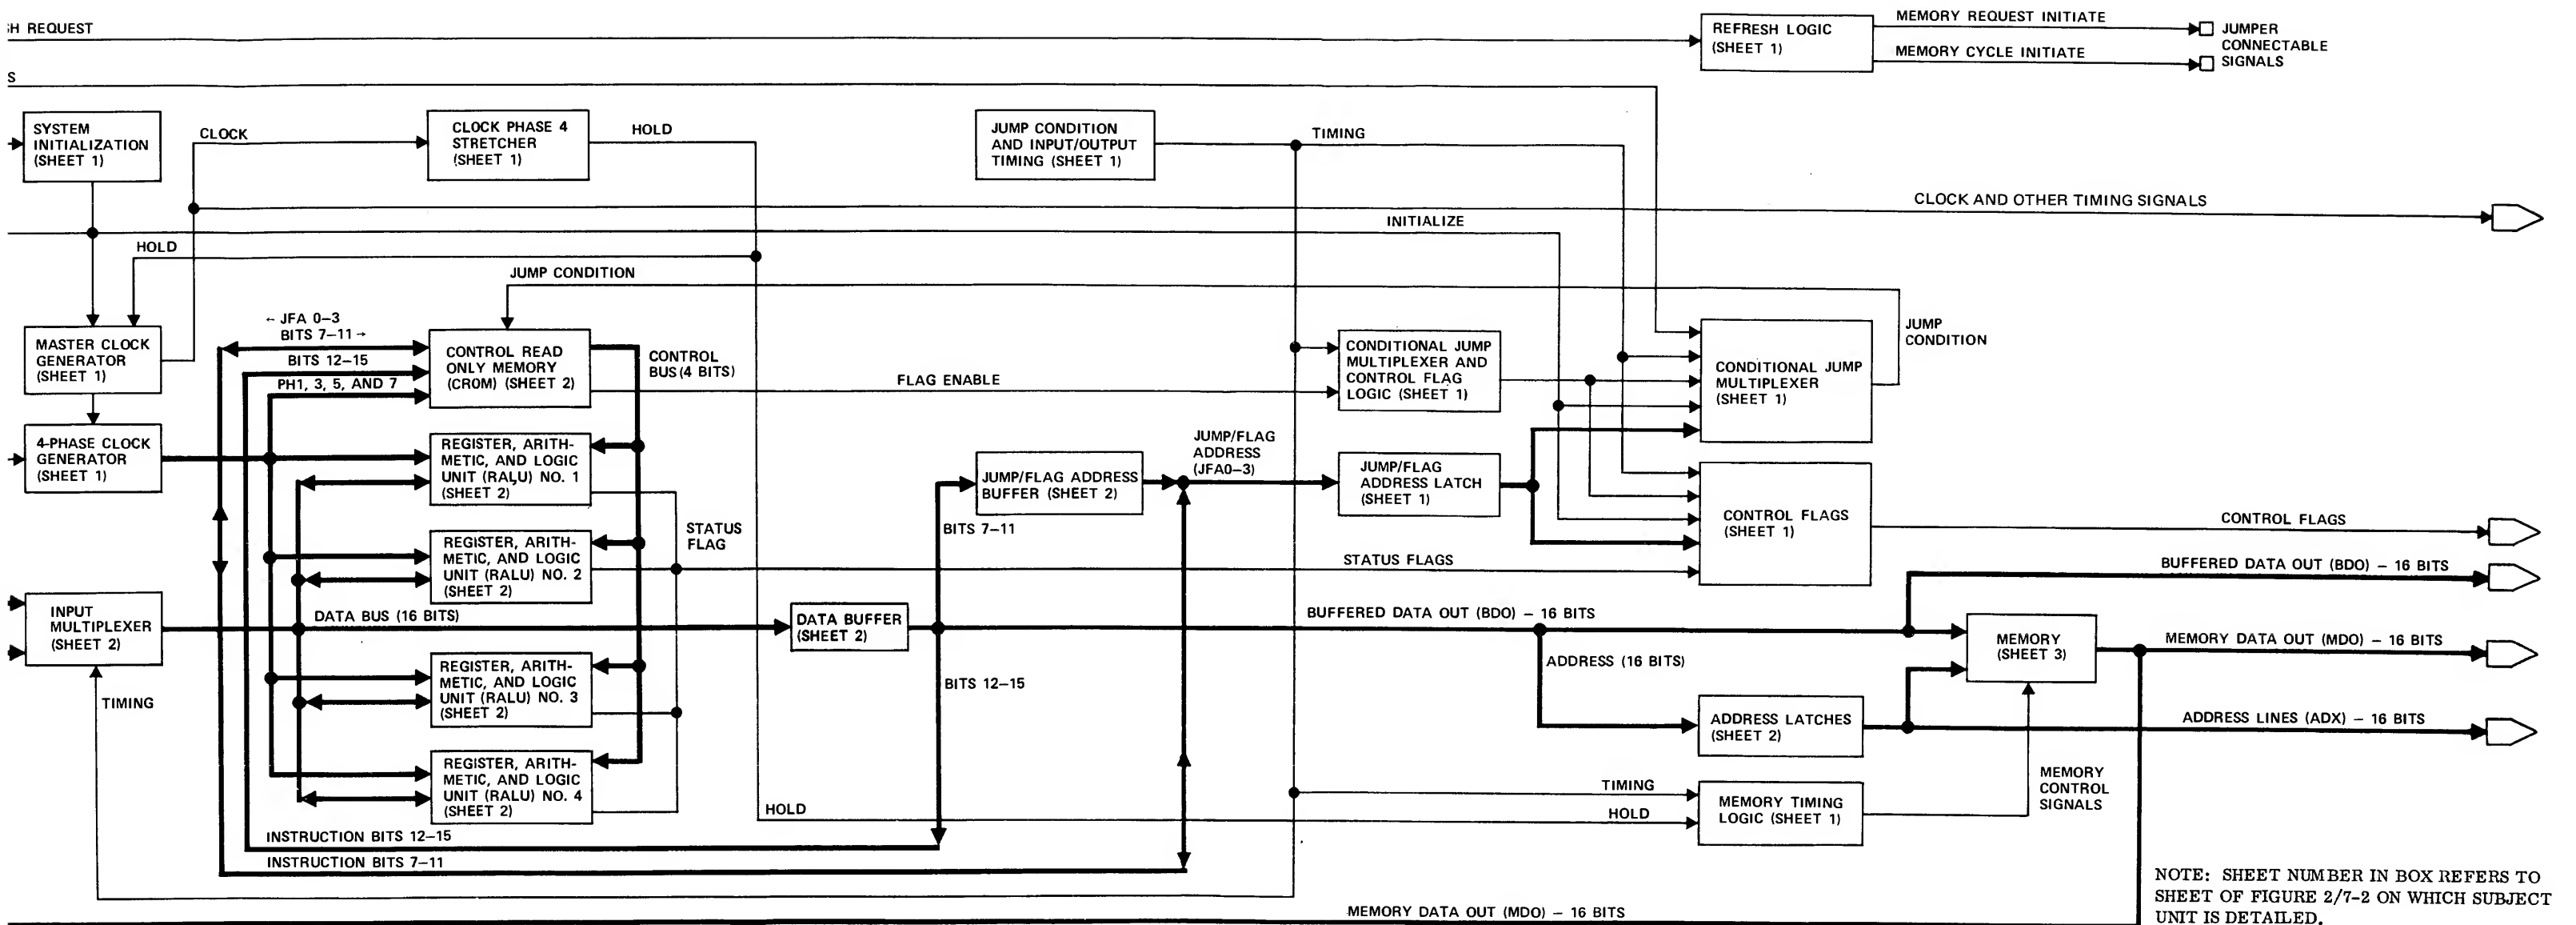 SH REQUEST
REFRESH LOGIC
(SHEET 1)
MEMORY REQUEST INITIATE
MEMORY CYCLE INITIATE
JUMPER
CONNECTABLE
SIGNALS
S
SYSTEM
INITIALIZATION
(SHEET 1)
CLOCK
CLOCK PHASE 4
STRETCHER
(SHEET 1)
HOLD
JUMP CONDITION
AND INPUT/OUTPUT
TIMING (SHEET 1)
TIMING
CLOCK AND OTHER TIMING SIGNALS
INITIALIZE
HOLD
JUMP CONDITION
← JFA 0–3
BITS 7–11 →
BITS 12–15
PH1, 3, 5, AND 7
MASTER CLOCK
GENERATOR
(SHEET 1)
CONTROL READ
ONLY MEMORY
(CROM) (SHEET 2)
CONTROL
BUS (4 BITS)
FLAG ENABLE
CONDITIONAL JUMP
MULTIPLEXER AND
CONTROL FLAG
LOGIC (SHEET 1)
CONDITIONAL JUMP
MULTIPLEXER
(SHEET 1)
JUMP
CONDITION
4-PHASE CLOCK
GENERATOR
(SHEET 1)
REGISTER, ARITH-
METIC, AND LOGIC
UNIT (RALU) NO. 1
(SHEET 2)
JUMP/FLAG ADDRESS
BUFFER (SHEET 2)
JUMP/FLAG
ADDRESS
(JFA0–3)
JUMP/FLAG
ADDRESS LATCH
(SHEET 1)
CONTROL FLAGS
(SHEET 1)
CONTROL FLAGS
BITS 7–11
STATUS
FLAG
REGISTER, ARITH-
METIC, AND LOGIC
UNIT (RALU) NO. 2
(SHEET 2)
STATUS FLAGS
BUFFERED DATA OUT (BDO) – 16 BITS
INPUT
MULTIPLEXER
(SHEET 2)
DATA BUS (16 BITS)
DATA BUFFER
(SHEET 2)
BUFFERED DATA OUT (BDO) – 16 BITS
MEMORY
(SHEET 3)
MEMORY DATA OUT (MDO) – 16 BITS
TIMING
REGISTER, ARITH-
METIC, AND LOGIC
UNIT (RALU) NO. 3
(SHEET 2)
BITS 12–15
ADDRESS (16 BITS)
ADDRESS LATCHES
(SHEET 2)
ADDRESS LINES (ADX) – 16 BITS
REGISTER, ARITH-
METIC, AND LOGIC
UNIT (RALU) NO. 4
(SHEET 2)
HOLD
TIMING
HOLD
MEMORY TIMING
LOGIC (SHEET 1)
MEMORY
CONTROL
SIGNALS
INSTRUCTION BITS 12–15
INSTRUCTION BITS 7–11
MEMORY DATA OUT (MDO) – 16 BITS
NOTE: SHEET NUMBER IN BOX REFERS TO
SHEET OF FIGURE 2/7-2 ON WHICH SUBJECT
UNIT IS DETAILED.